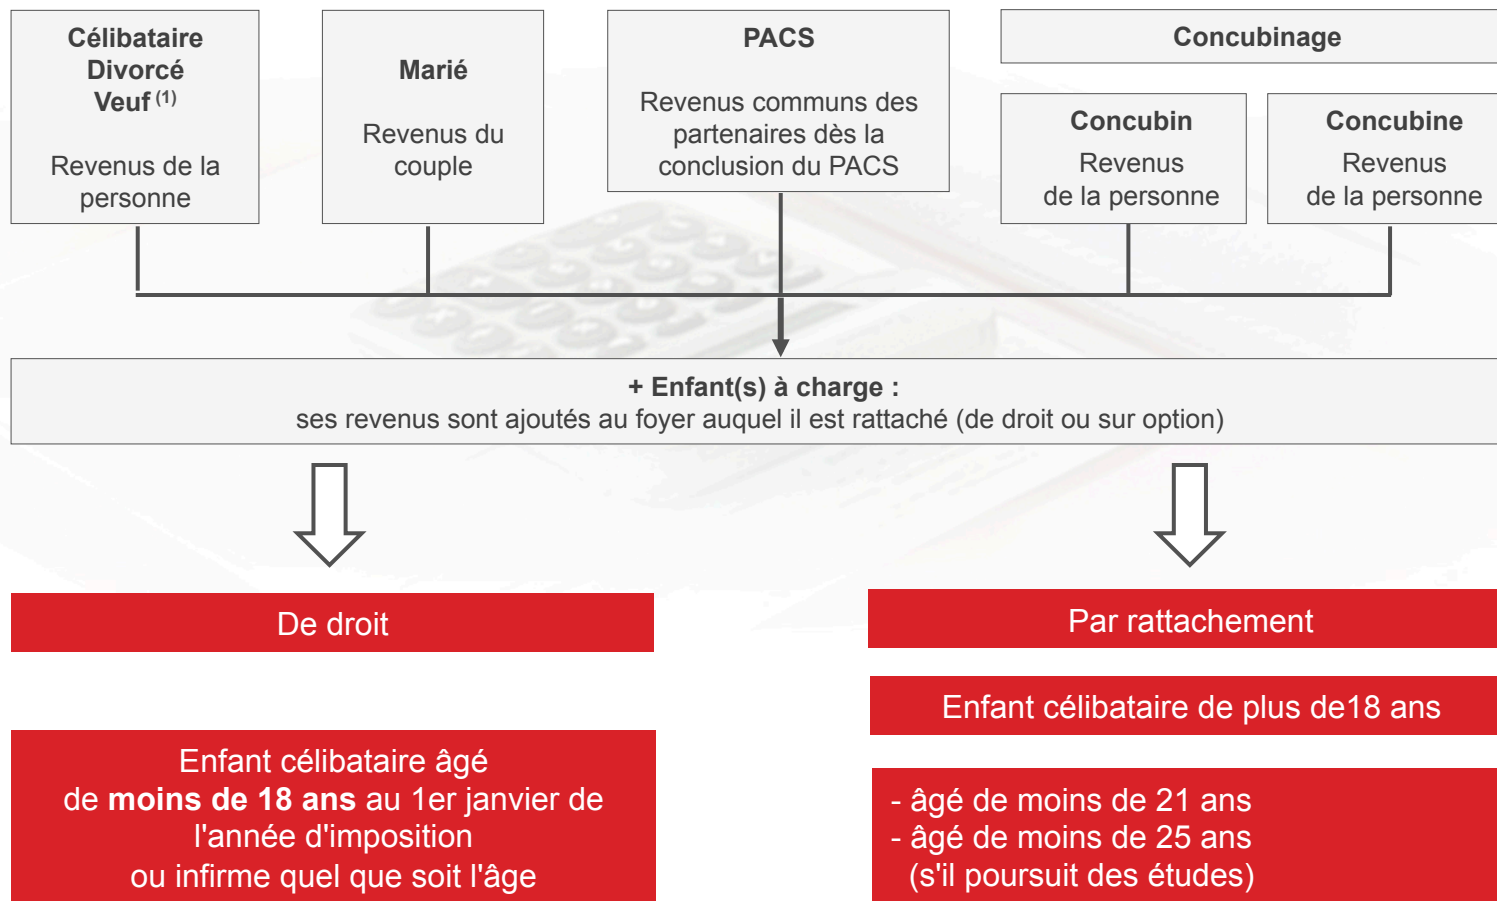 Célibataire
Divorcé
Veuf (1)
Revenus de la
personne
Marié
Revenus du
couple
PACS
Revenus communs des
partenaires dès la
conclusion du PACS
Concubinage
Concubin
Revenus
de la personne
Concubine
Revenus
de la personne
+ Enfant(s) à charge :
ses revenus sont ajoutés au foyer auquel il est rattaché (de droit ou sur option)
De droit
Enfant célibataire âgé
de moins de 18 ans au 1er janvier de
l'année d'imposition
ou infirme quel que soit l'âge
Par rattachement
Enfant célibataire de plus de18 ans
- âgé de moins de 21 ans
- âgé de moins de 25 ans
(s'il poursuit des études)